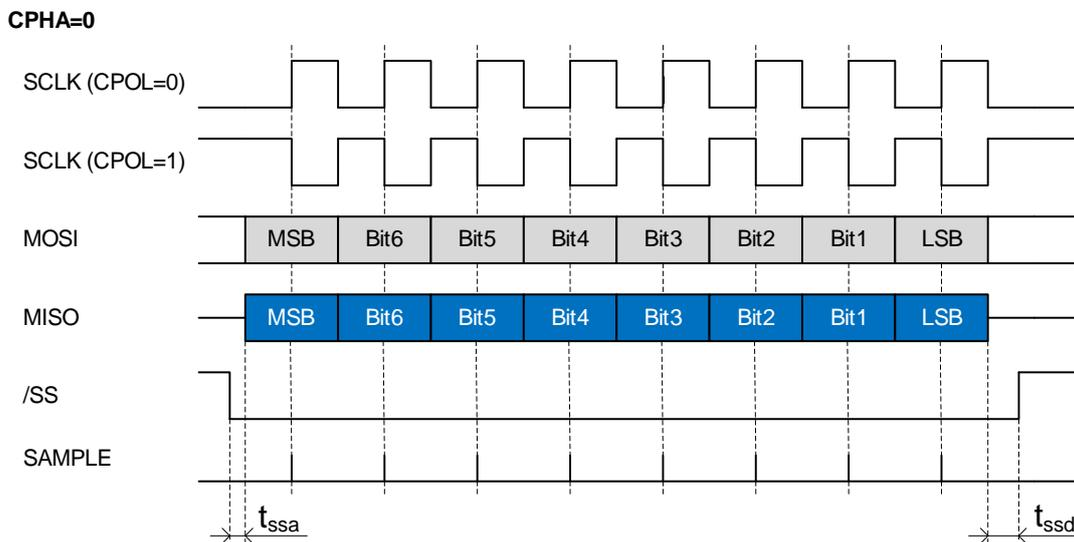 CPHA=0
SCLK (CPOL=0)
SCLK (CPOL=1)
MOSI MSB Bit6 Bit5 Bit4 Bit3 Bit2 Bit1 LSB
MISO MSB Bit6 Bit5 Bit4 Bit3 Bit2 Bit1 LSB
/SS
SAMPLE
tssa tssd